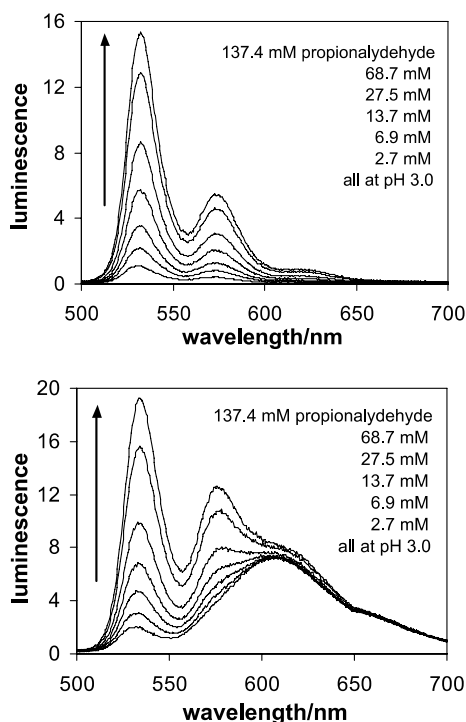 16
137.4 mM propionalydehyde
68.7 mM
12
27.5 mM
13.7 mM
6.9 mM
8
2.7 mM
all at pH 3.0
4
0
luminescence
500 550 600 650 700
wavelength/nm
20
137.4 mM propionalydehyde
68.7 mM
16
27.5 mM
13.7 mM
12
6.9 mM
2.7 mM
all at pH 3.0
8
4
0
luminescence
500 550 600 650 700
wavelength/nm